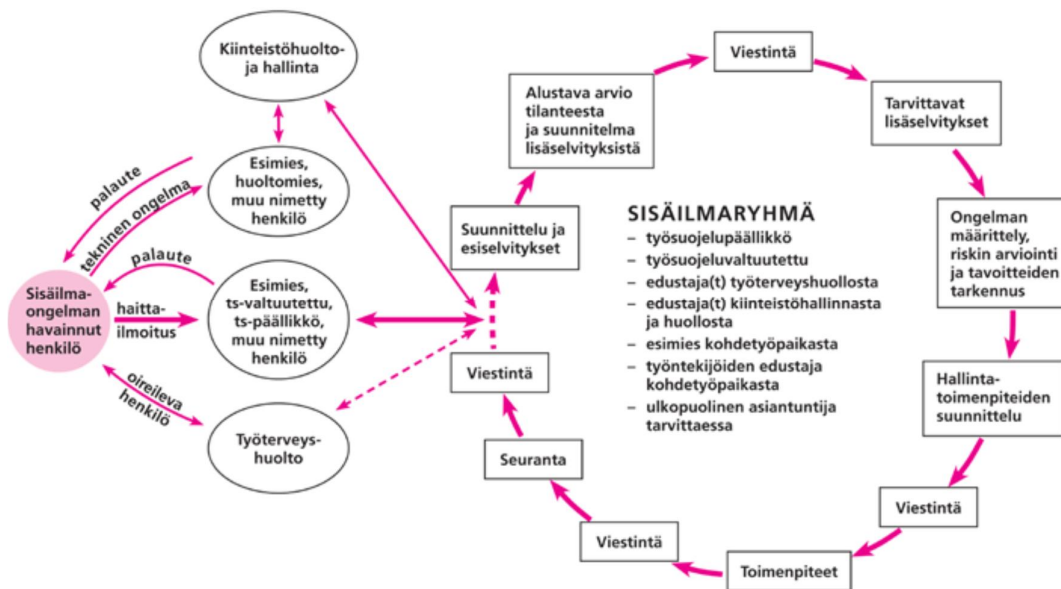 Kiinteistöhuolto-
ja hallinta
Esimies,
huoltomies,
muu nimetty
henkilö
palaute
tekninen ongelma
palaute
Sisäilma-
ongelman
havainnut
henkilö
haitta-
ilmoitus
Esimies,
ts-valtuutettu,
ts-päällikkö,
muu nimetty
henkilö
oireileva
henkilö
Työterveys-
huolto
Suunnittelu ja
esiselvitykset
Alustava arvio
tilanteesta
ja suunnitelma
lisäselvityksistä
Viestintä
Tarvittavat
lisäselvitykset
Ongelman
määrittely,
riskin arviointi
ja tavoitteiden
tarkennus
Hallinta-
toimenpiteiden
suunnittelu
Viestintä
Toimenpiteet
Viestintä
Seuranta
Viestintä
SISÄILMARYHMÄ
– työsuojelupäällikkö
– työsuojeluvaltuutettu
– edustaja(t) työterveyshuollosta
– edustaja(t) kiinteistöhallinnasta
ja huollosta
– esimies kohdetyöpaikasta
– työntekijöiden edustaja
kohdetyöpaikasta
– ulkopuolinen asiantuntija
tarvittaessa